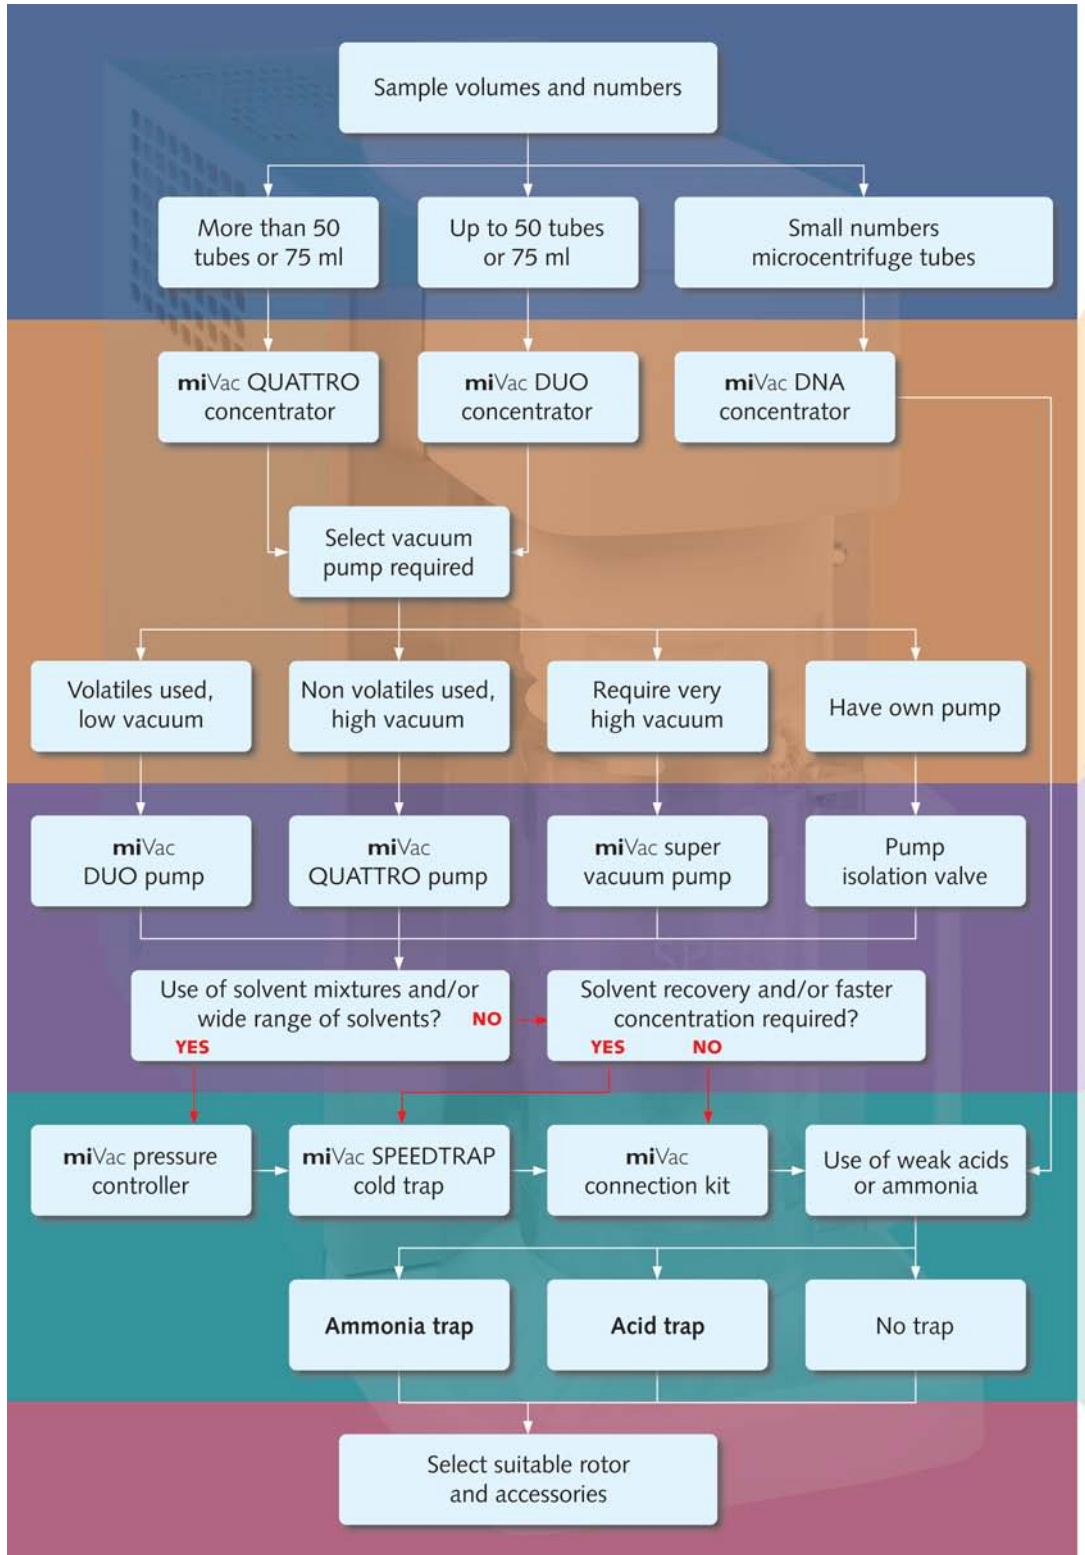 Sample volumes and numbers
More than 50
tubes or 75 ml
Up to 50 tubes
or 75 ml
Small numbers
microcentrifuge tubes
miVac QUATTRO
concentrator
miVac DUO
concentrator
miVac DNA
concentrator
Select vacuum
pump required
Volatiles used,
low vacuum
Non volatiles used,
high vacuum
Require very
high vacuum
Have own pump
miVac
DUO pump
miVac
QUATTRO pump
miVac super
vacuum pump
Pump
isolation valve
Use of solvent mixtures and/or
wide range of solvents?
NO
YES
Solvent recovery and/or faster
concentration required?
YES
NO
miVac pressure
controller
miVac SPEEDTRAP
cold trap
miVac
connection kit
Use of weak acids
or ammonia
Ammonia trap
Acid trap
No trap
Select suitable rotor
and accessories